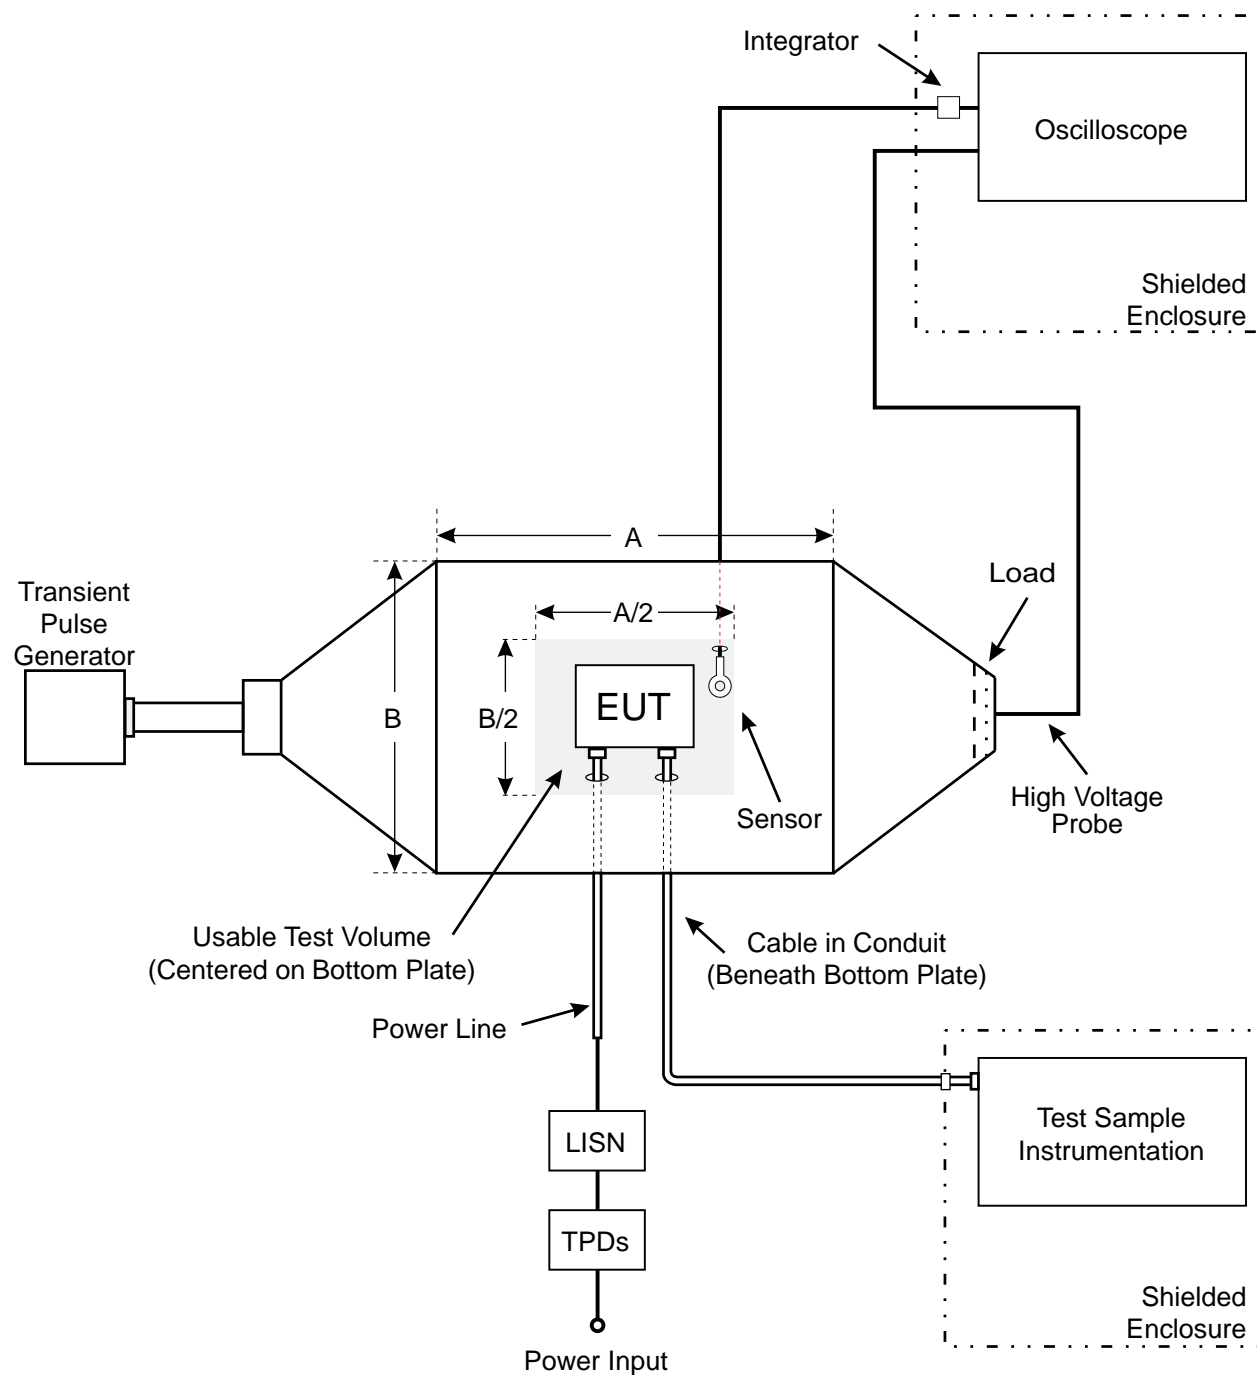 Integrator
Oscilloscope
Shielded
Enclosure
A
Load
Transient
Pulse
Generator
A/2
B
B/2
EUT
Sensor
High Voltage
Probe
Usable Test Volume
(Centered on Bottom Plate)
Cable in Conduit
(Beneath Bottom Plate)
Power Line
LISN
Test Sample
Instrumentation
TPDs
Shielded
Enclosure
Power Input